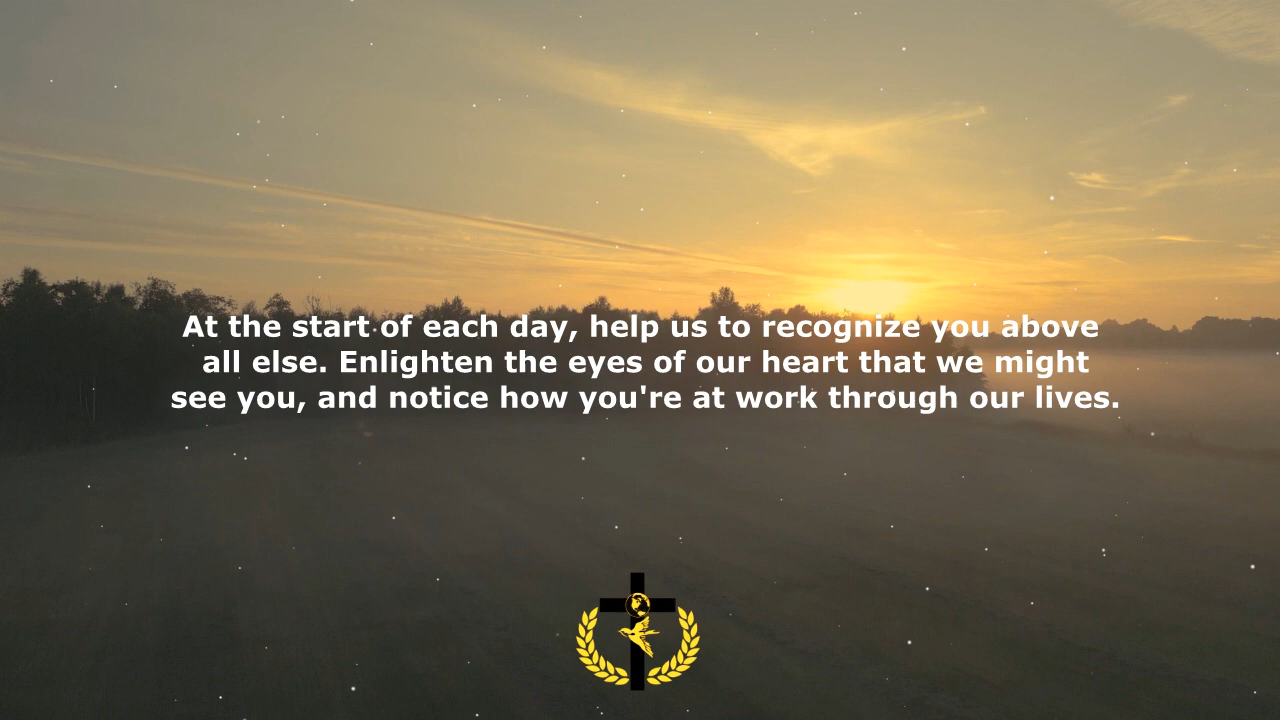 At the start of each day, help us to recognize you above
all else. Enlighten the eyes of our heart that we might
see you, and notice how you're at work through our lives.